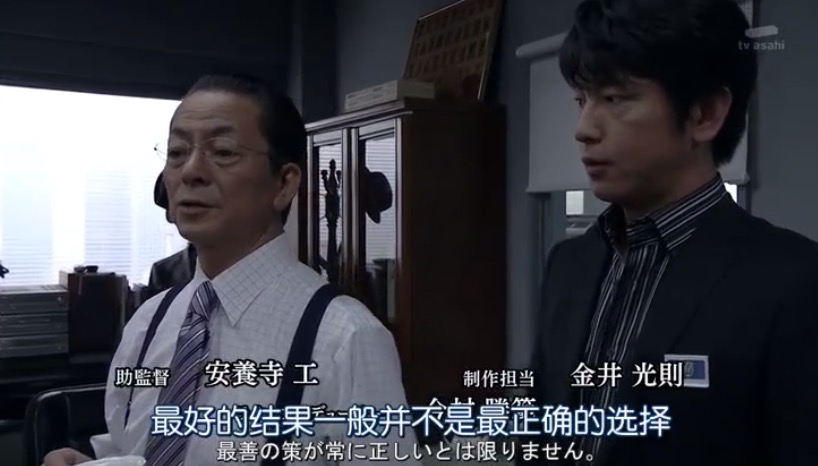 tv asahi
助監督 安養寺 工
制作担当 金井 光則
最好的结果一般并不是最正确的选择
最善の策が常に正しいとは限りません。